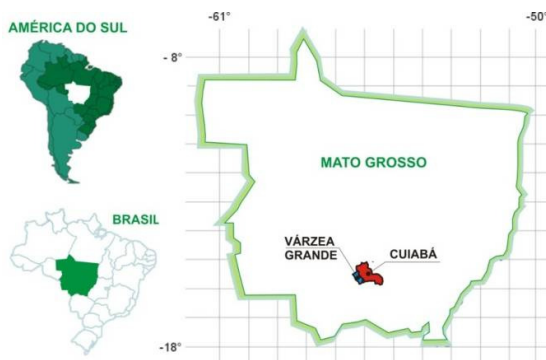 AMÉRICA DO SUL
BRASIL
-61°
-50°
- 8°
MATO GROSSO
VÁRZEA
GRANDE
CUIABÁ
-18°